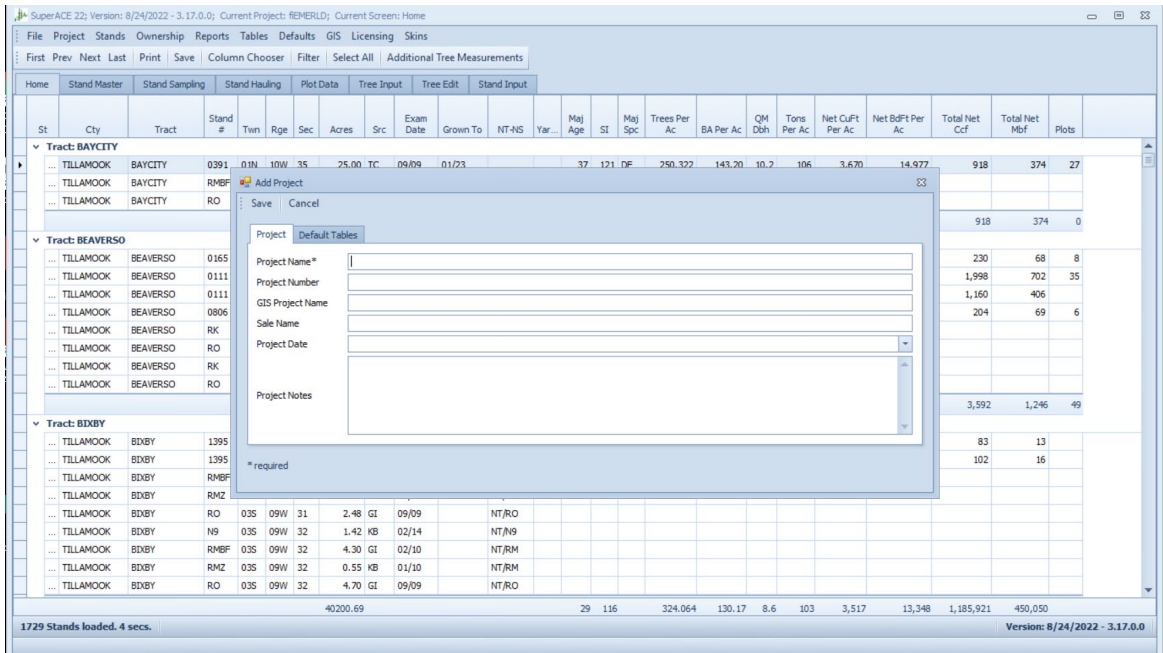 SuperACE 22; Version: 8/24/2022 - 3.17.0.0; Current Project: fiEMERLD; Current Screen: Home
File Project Stands Ownership Reports Tables Defaults GIS Licensing Skins
First Prev Next Last Print Save Column Chooser Filter Select All Additional Tree Measurements
Home Stand Master Stand Sampling Stand Hauling Plot Data Tree Input Tree Edit Stand Input
St Cty Tract Stand # Twn Rge Sec Acres Src Exam Date Grown To NT-NS Yar... Maj Age SI Maj Spc Trees Per Ac BA Per Ac QM Dbh Tons Per Ac Net CuFt Per Ac Net BdFt Per Ac Total Net Ccf Total Net Mbf Plots
Tract: BAYCITY
... TILLAMOOK BAYCITY 0391 01N 10W 35 25.00 TC 09/09 01/23 37 121 DF 250.322 143.20 10.2 106 3,670 14,977 918 374 27
... TILLAMOOK BAYCITY RMBF
... TILLAMOOK BAYCITY RO
918 374 0
Tract: BEAVERSO
... TILLAMOOK BEAVERSO 0165 230 68 8
... TILLAMOOK BEAVERSO 0111 1,998 702 35
... TILLAMOOK BEAVERSO 0111 1,160 406
... TILLAMOOK BEAVERSO 0806 204 69 6
... TILLAMOOK BEAVERSO RK
... TILLAMOOK BEAVERSO RO
... TILLAMOOK BEAVERSO RK
... TILLAMOOK BEAVERSO RO
3,592 1,246 49
Tract: BIXBY
... TILLAMOOK BIXBY 1395 83 13
... TILLAMOOK BIXBY 1395 102 16
... TILLAMOOK BIXBY RMBF
... TILLAMOOK BIXBY RMZ
... TILLAMOOK BIXBY RO 03S 09W 31 2.48 GI 09/09 NT/RO
... TILLAMOOK BIXBY N9 03S 09W 32 1.42 KB 02/14 NT/N9
... TILLAMOOK BIXBY RMBF 03S 09W 32 4.30 GI 02/10 NT/RM
... TILLAMOOK BIXBY RMZ 03S 09W 32 0.55 KB 01/10 NT/RM
... TILLAMOOK BIXBY RO 03S 09W 32 4.70 GI 09/09 NT/RO
40200.69 29 116 324.064 130.17 8.6 103 3,517 13,348 1,185,921 450,050
1729 Stands loaded. 4 secs. Version: 8/24/2022 - 3.17.0.0
Add Project
Save Cancel
Project Default Tables
Project Name*
Project Number
GIS Project Name
Sale Name
Project Date
Project Notes
* required